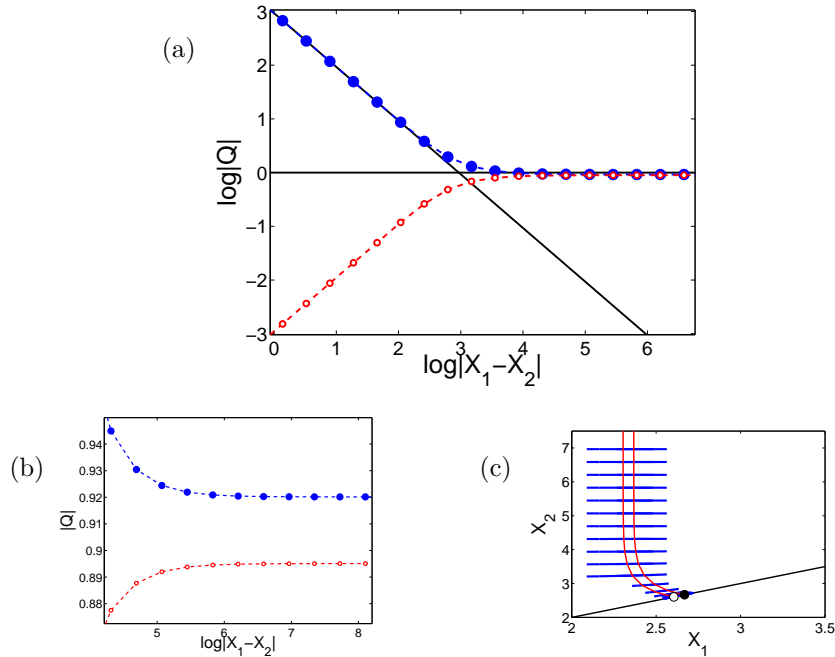 (a)
3
2
1
0
−1
−2
−3
log|Q|
0 1 2 3 4 5 6
log|X₁−X₂|
(b)
0.94
0.93
0.92
0.91
0.9
0.89
0.88
|Q|
5 6 7 8
log|X₁−X₂|
(c)
7
6
5
4
3
2
X₂
2 2.5 3 3.5
X₁